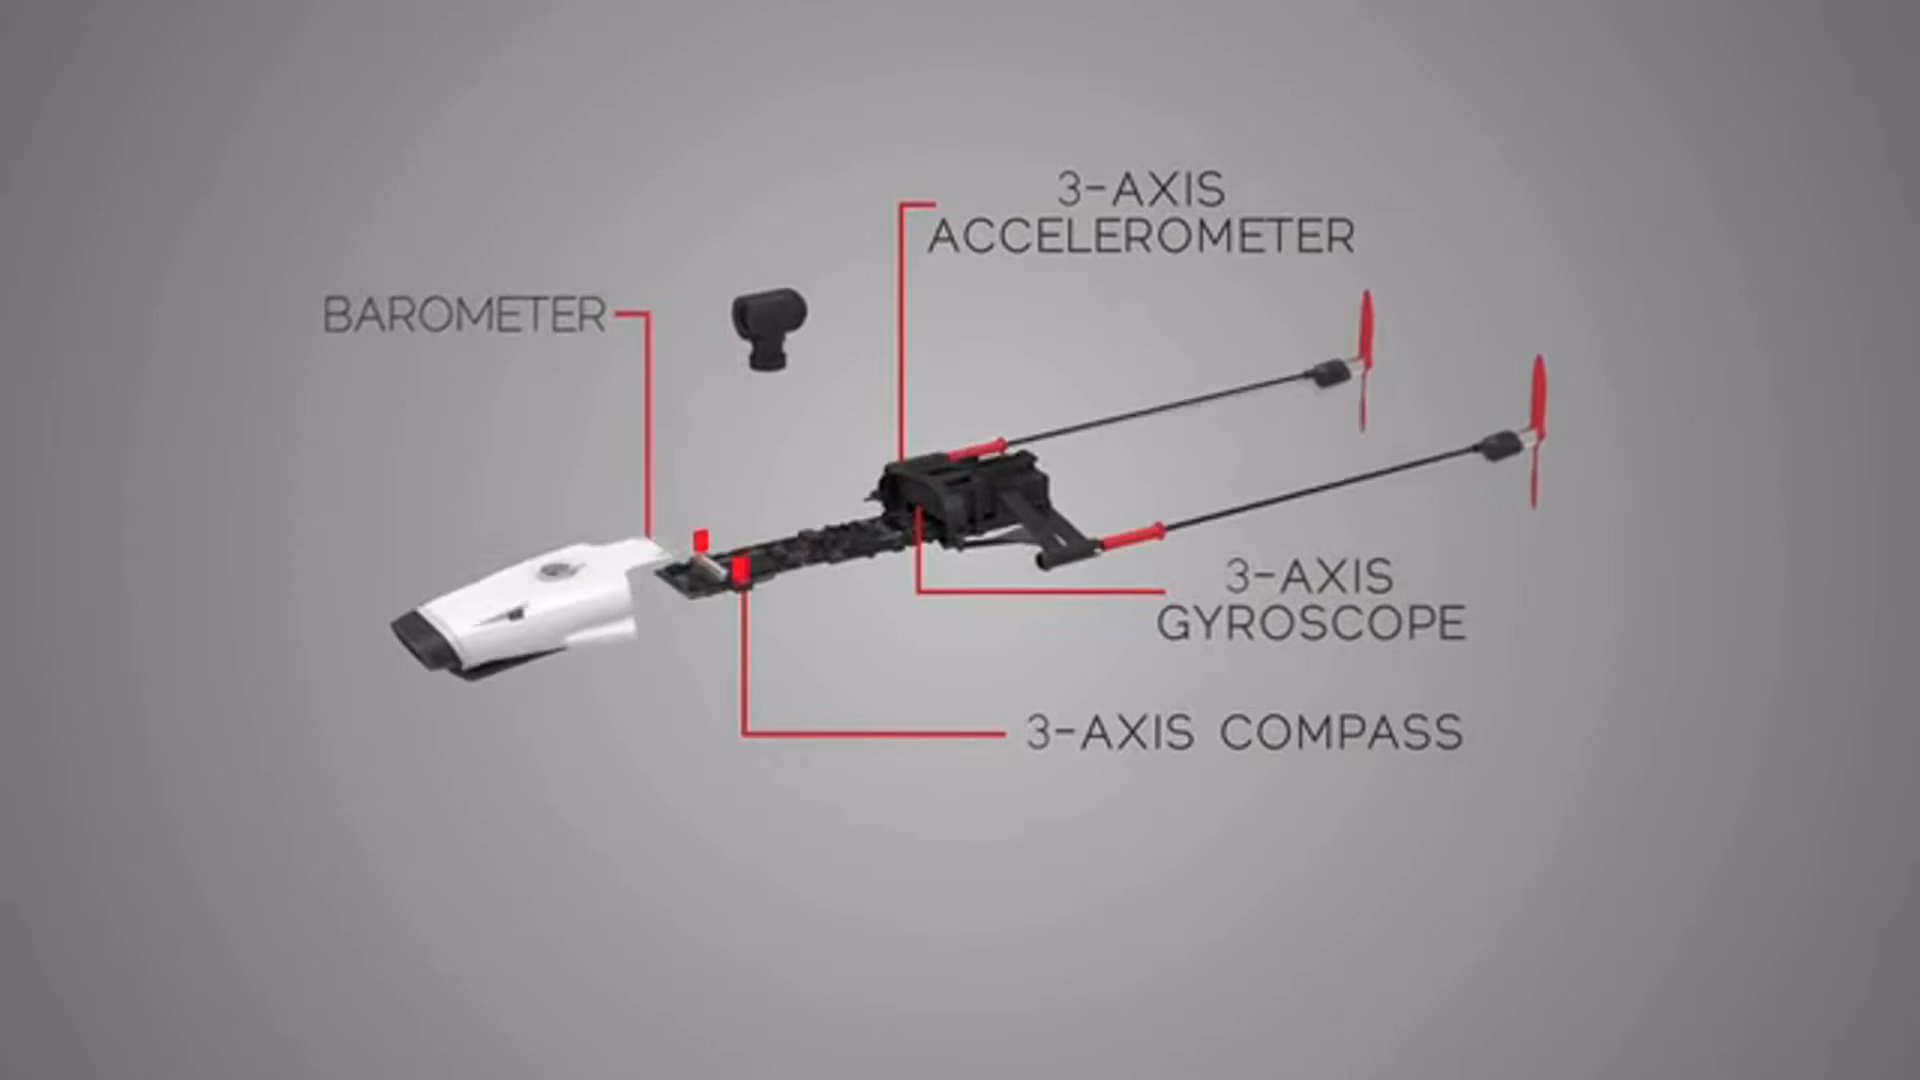 3-AXIS
ACCELEROMETER
BAROMETER
3-AXIS
GYROSCOPE
3-AXIS COMPASS